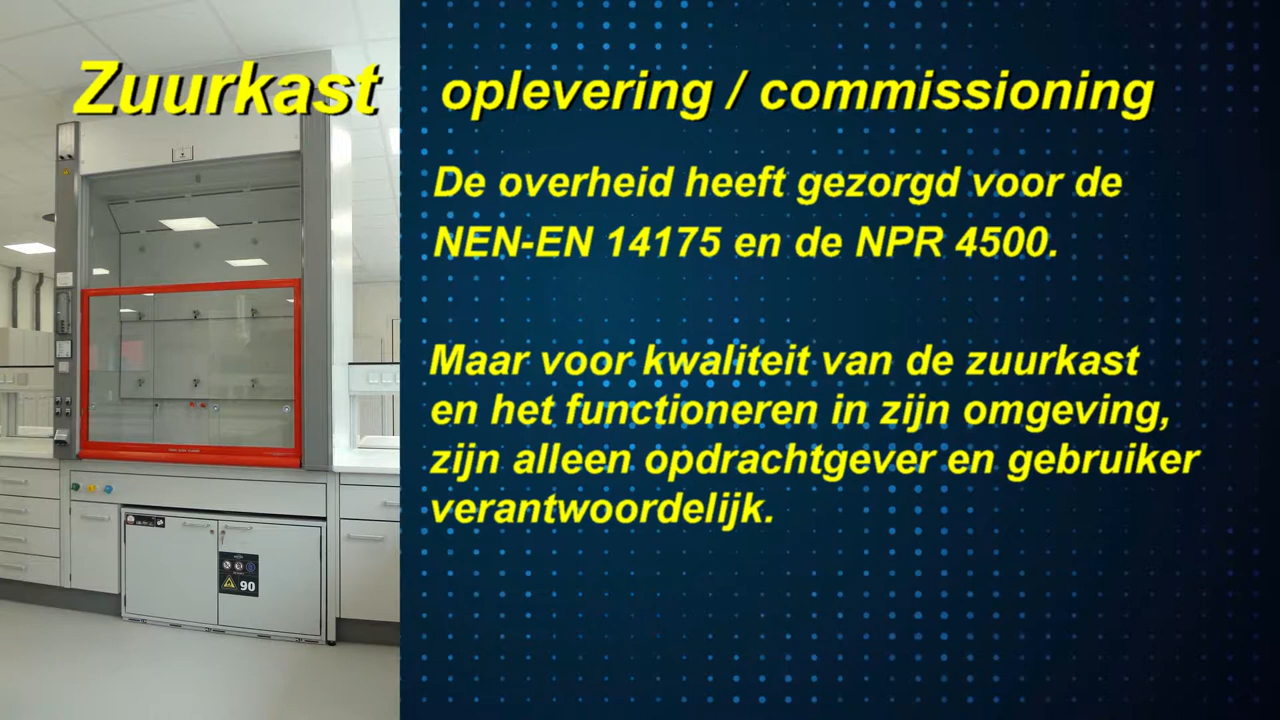 Zuurkast oplevering / commissioning
De overheid heeft gezorgd voor de
NEN-EN 14175 en de NPR 4500.
Maar voor kwaliteit van de zuurkast
en het functioneren in zijn omgeving,
zijn alleen opdrachtgever en gebruiker
verantwoordelijk.
90